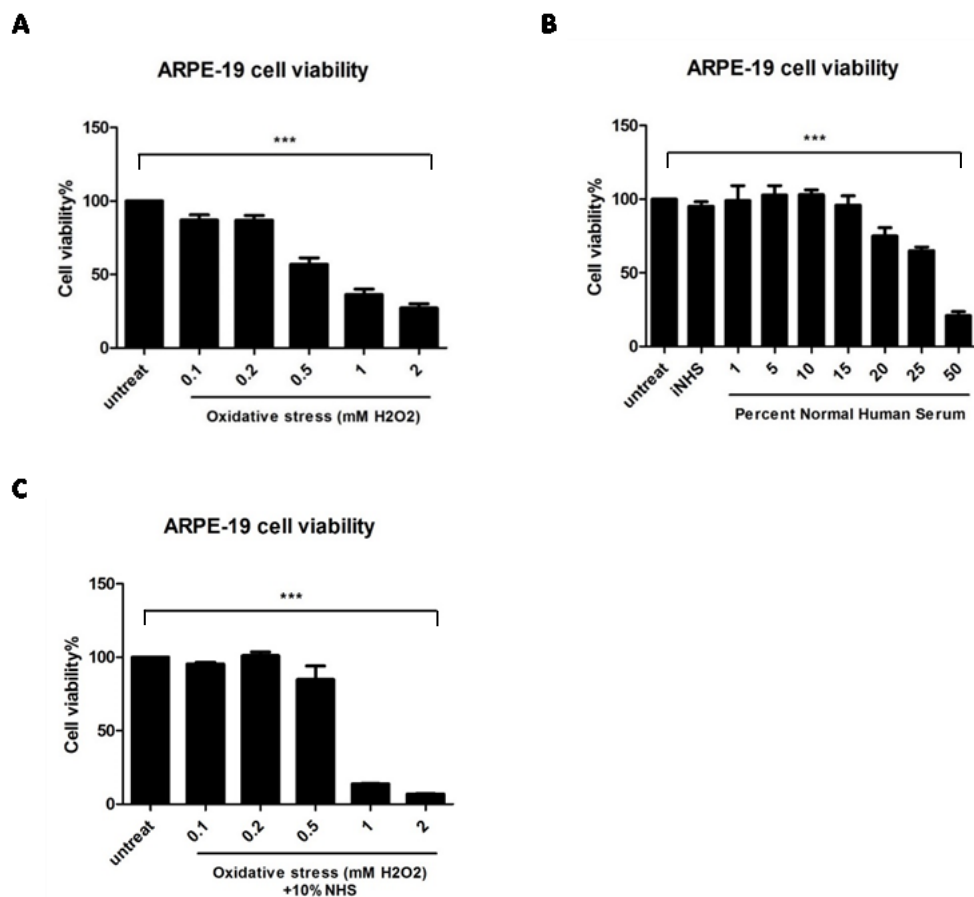 A
ARPE-19 cell viability
***
150
100
50
0
Cell viability%
untreat
0.1
0.2
0.5
1
2
Oxidative stress (mM H2O2)
B
ARPE-19 cell viability
***
150
100
50
0
Cell viability%
untreat
iNHS
1
5
10
15
20
25
50
Percent Normal Human Serum
C
ARPE-19 cell viability
***
150
100
50
0
Cell viability%
untreat
0.1
0.2
0.5
1
2
Oxidative stress (mM H2O2)
+10% NHS